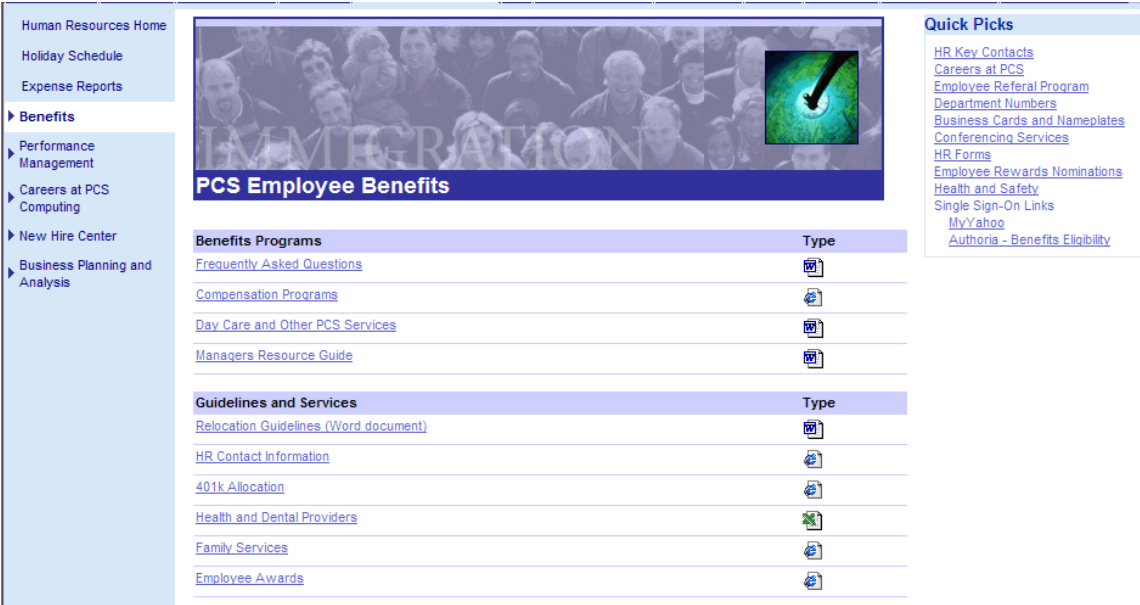 Human Resources Home
Holiday Schedule
Expense Reports
Benefits
Performance
Management
Careers at PCS
Computing
New Hire Center
Business Planning and
Analysis
IMMIGRATION
PCS Employee Benefits
Benefits Programs Type
Frequently Asked Questions
Compensation Programs
Day Care and Other PCS Services
Managers Resource Guide
Guidelines and Services Type
Relocation Guidelines (Word document)
HR Contact Information
401k Allocation
Health and Dental Providers
Family Services
Employee Awards
Quick Picks
HR Key Contacts
Careers at PCS
Employee Referal Program
Department Numbers
Business Cards and Nameplates
Conferencing Services
HR Forms
Employee Rewards Nominations
Health and Safety
Single Sign-On Links
MyYahoo
Authoria - Benefits Eligibility